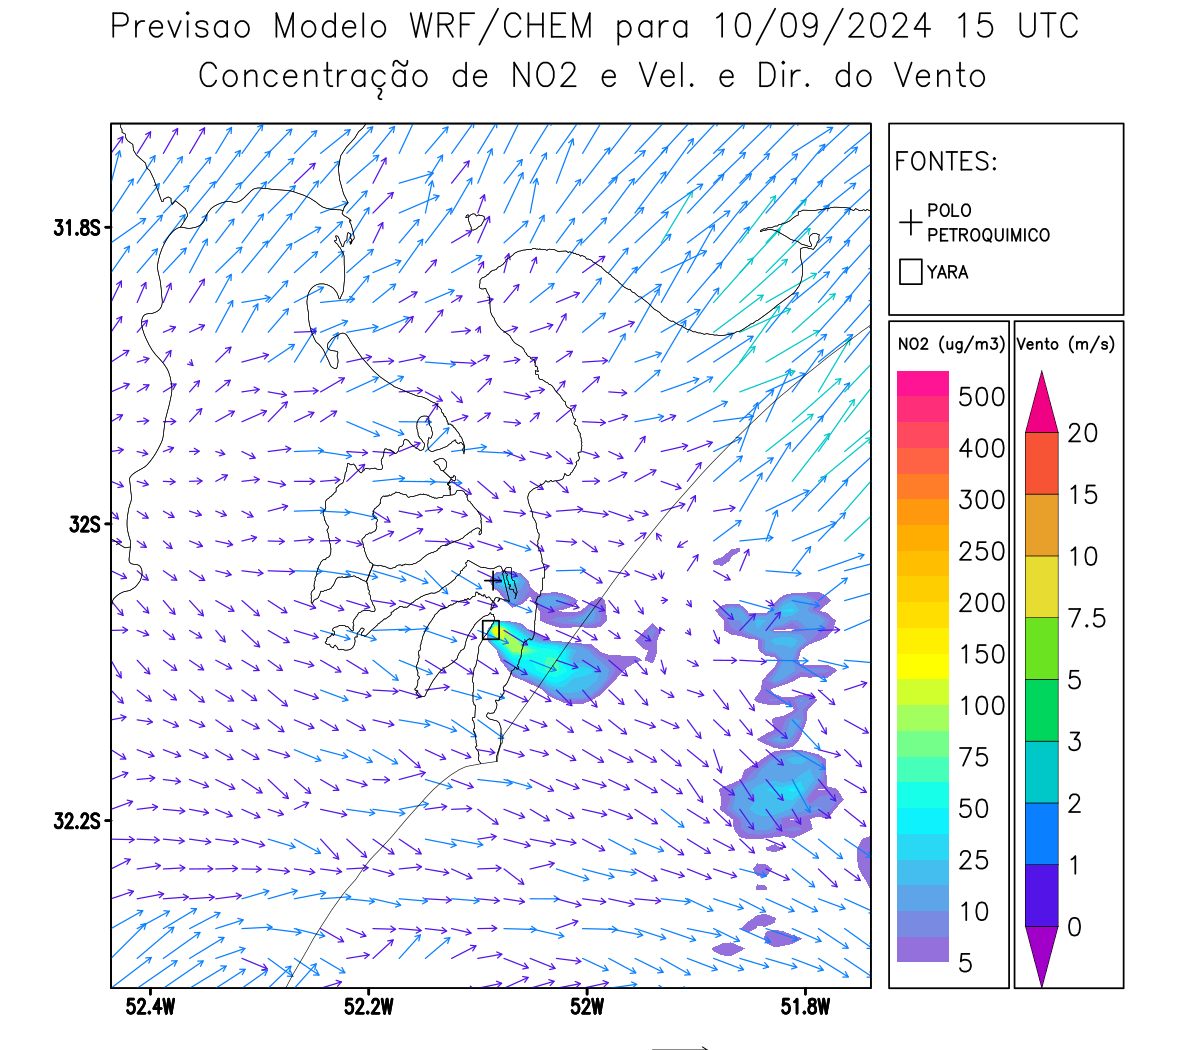 Previsao Modelo WRF/CHEM para 10/09/2024 15 UTC
Concentração de NO2 e Vel. e Dir. do Vento
FONTES:
POLO
PETROQUIMICO
YARA
31.8S
32S
32.2S
52.4W
52.2W
52W
51.8W
NO2 (ug/m3)
500
400
300
250
200
150
100
75
50
25
10
5
Vento (m/s)
20
15
10
7.5
5
3
2
1
0